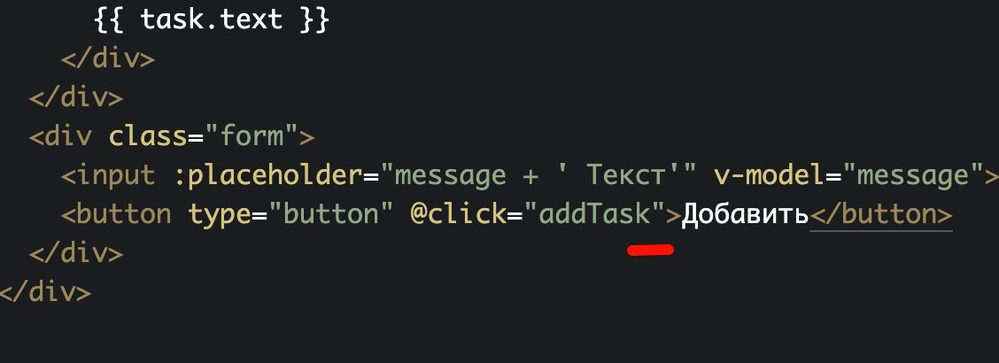 {{ task.text }}
</div>
</div>
<div class="form">
<input :placeholder="message + ' Текст'" v-model="message">
<button type="button" @click="addTask">Добавить</button>
</div>
</div>